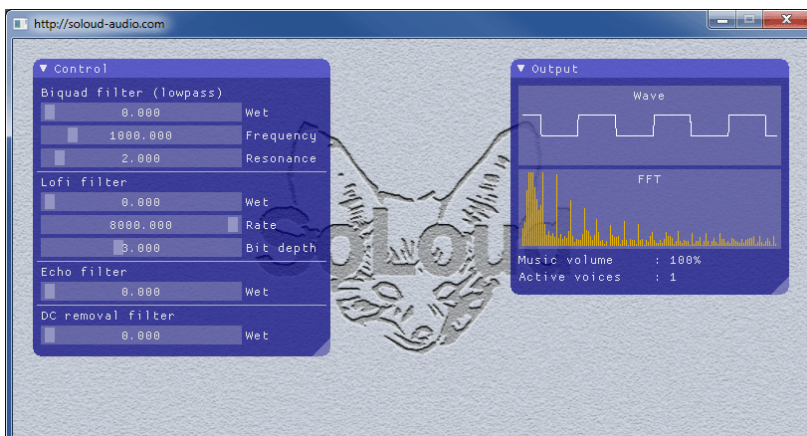 http://soloud-audio.com
Control
Biquad filter (lowpass)
0.000 Wet
1000.000 Frequency
2.000 Resonance
Lofi filter
0.000 Wet
8000.000 Rate
3.000 Bit depth
Echo filter
0.000 Wet
DC removal filter
0.000 Wet
SoLoud
Output
Wave
FFT
Music volume : 100%
Active voices : 1